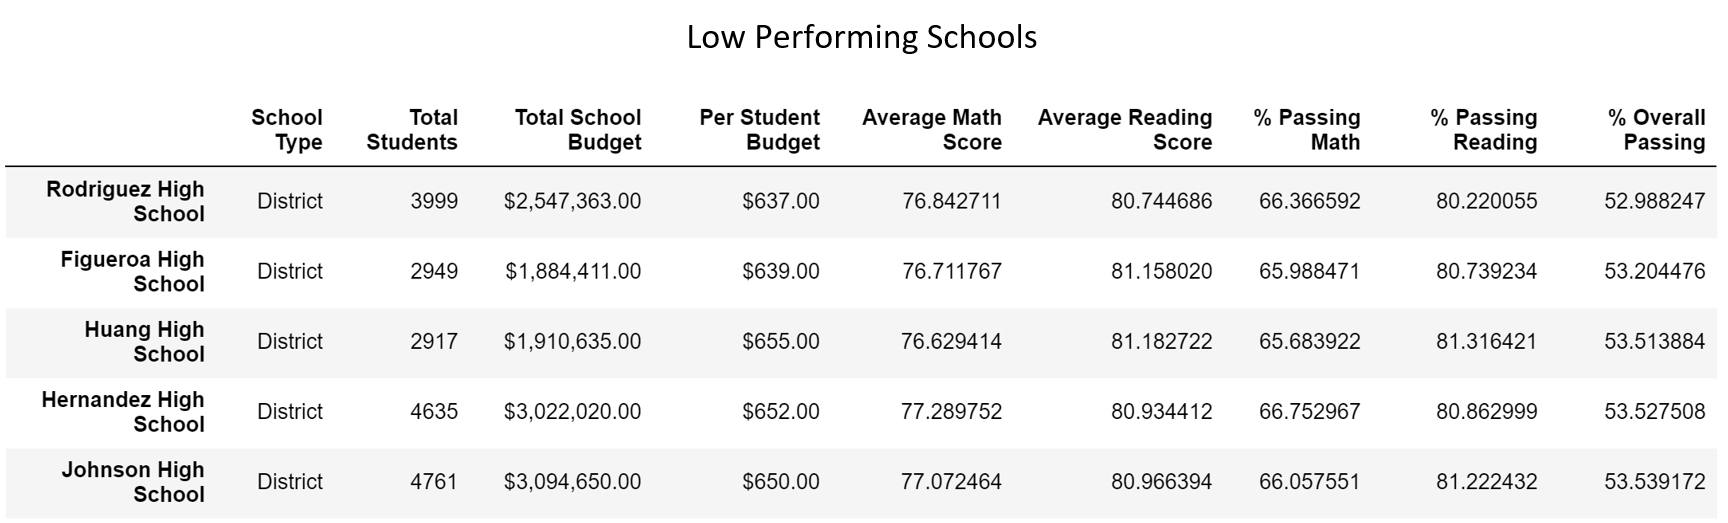 Low Performing Schools
School Type Total Students Total School Budget Per Student Budget Average Math Score Average Reading Score % Passing Math % Passing Reading % Overall Passing
Rodriguez High School District 3999 $2,547,363.00 $637.00 76.842711 80.744686 66.366592 80.220055 52.988247
Figueroa High School District 2949 $1,884,411.00 $639.00 76.711767 81.158020 65.988471 80.739234 53.204476
Huang High School District 2917 $1,910,635.00 $655.00 76.629414 81.182722 65.683922 81.316421 53.513884
Hernandez High School District 4635 $3,022,020.00 $652.00 77.289752 80.934412 66.752967 80.862999 53.527508
Johnson High School District 4761 $3,094,650.00 $650.00 77.072464 80.966394 66.057551 81.222432 53.539172